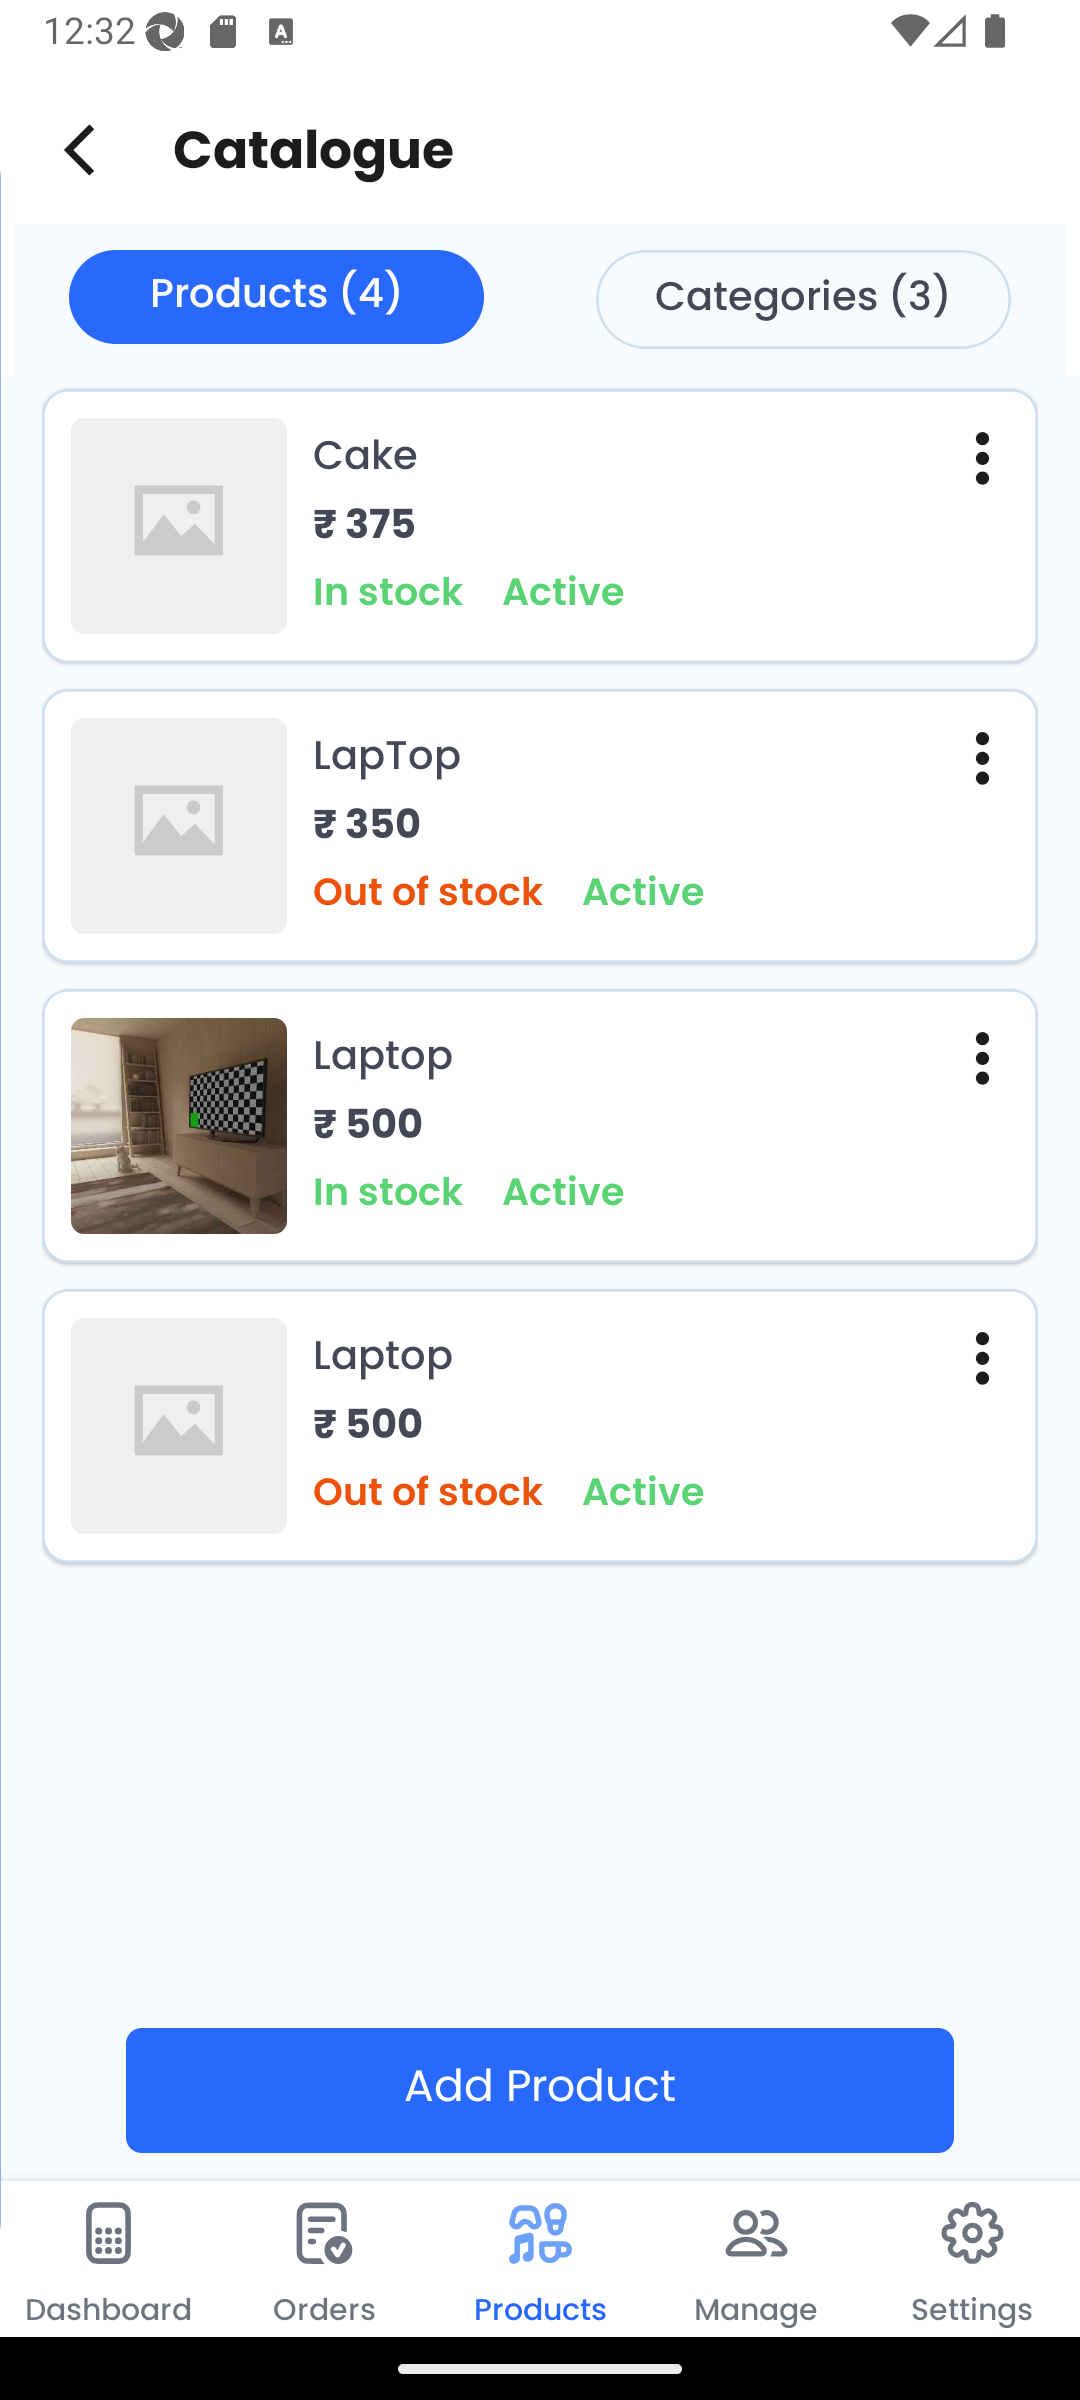 12:32
Catalogue
Products (4)
Categories (3)
Cake
₹ 375
In stock Active
LapTop
₹ 350
Out of stock Active
Laptop
₹ 500
In stock Active
Laptop
₹ 500
Out of stock Active
Add Product
Dashboard Orders Products Manage Settings